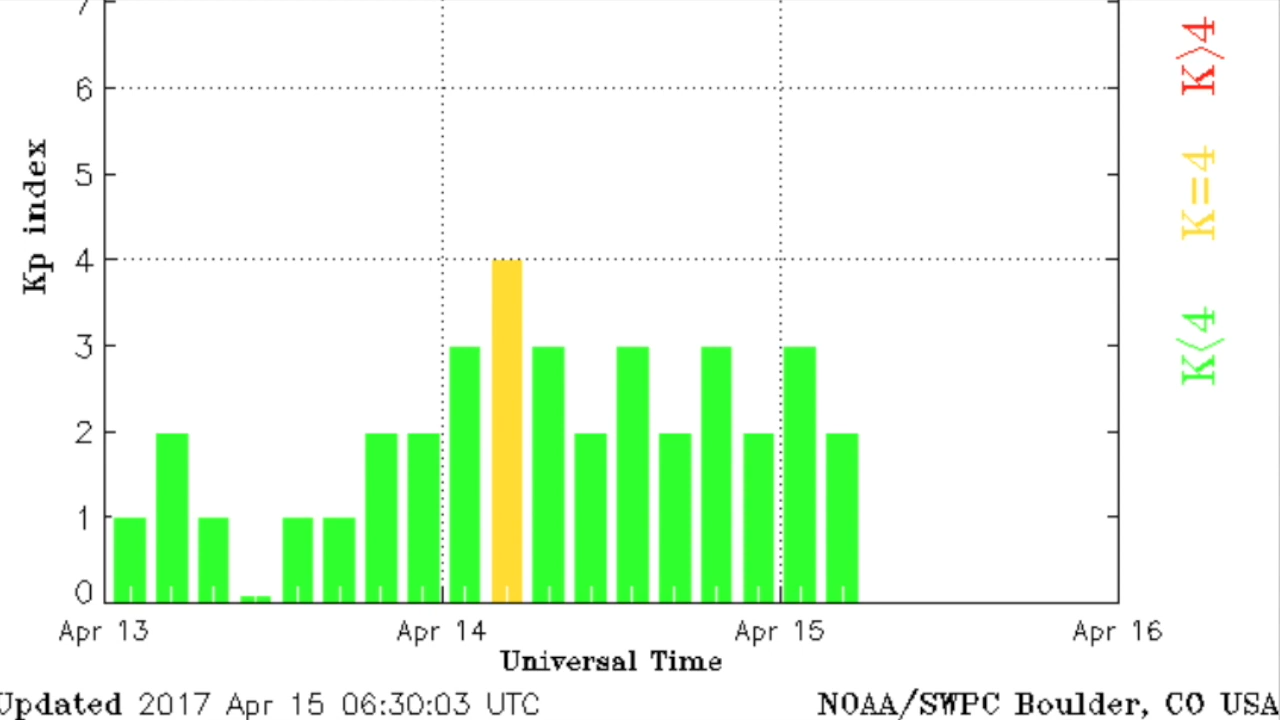 7
6
5
4
3
2
1
0
Kp index
Apr 13 Apr 14 Apr 15 Apr 16
Universal Time
Updated 2017 Apr 15 06:30:03 UTC
NOAA/SWPC Boulder, CO USA
K<4 K=4 K>4